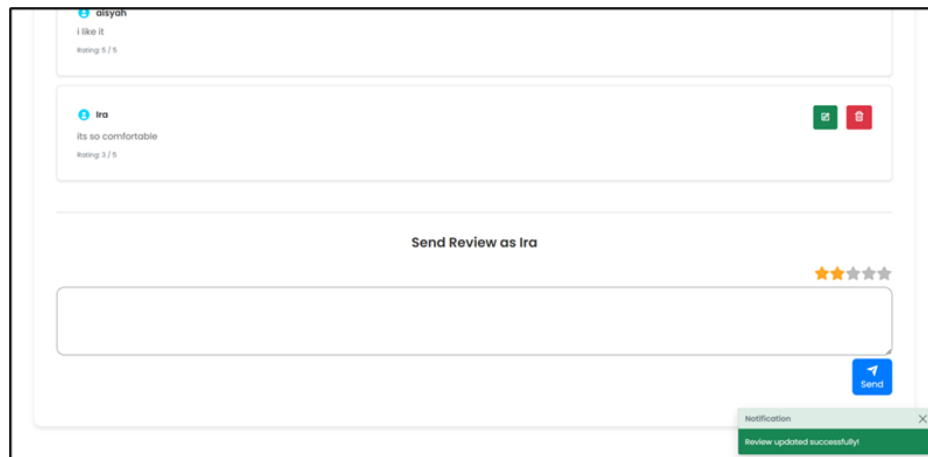 aisyah
i like it
Rating: 5 / 5
Ira
its so comfortable
Rating: 3 / 5
Send Review as Ira
Send
Notification
Review updated successfully!